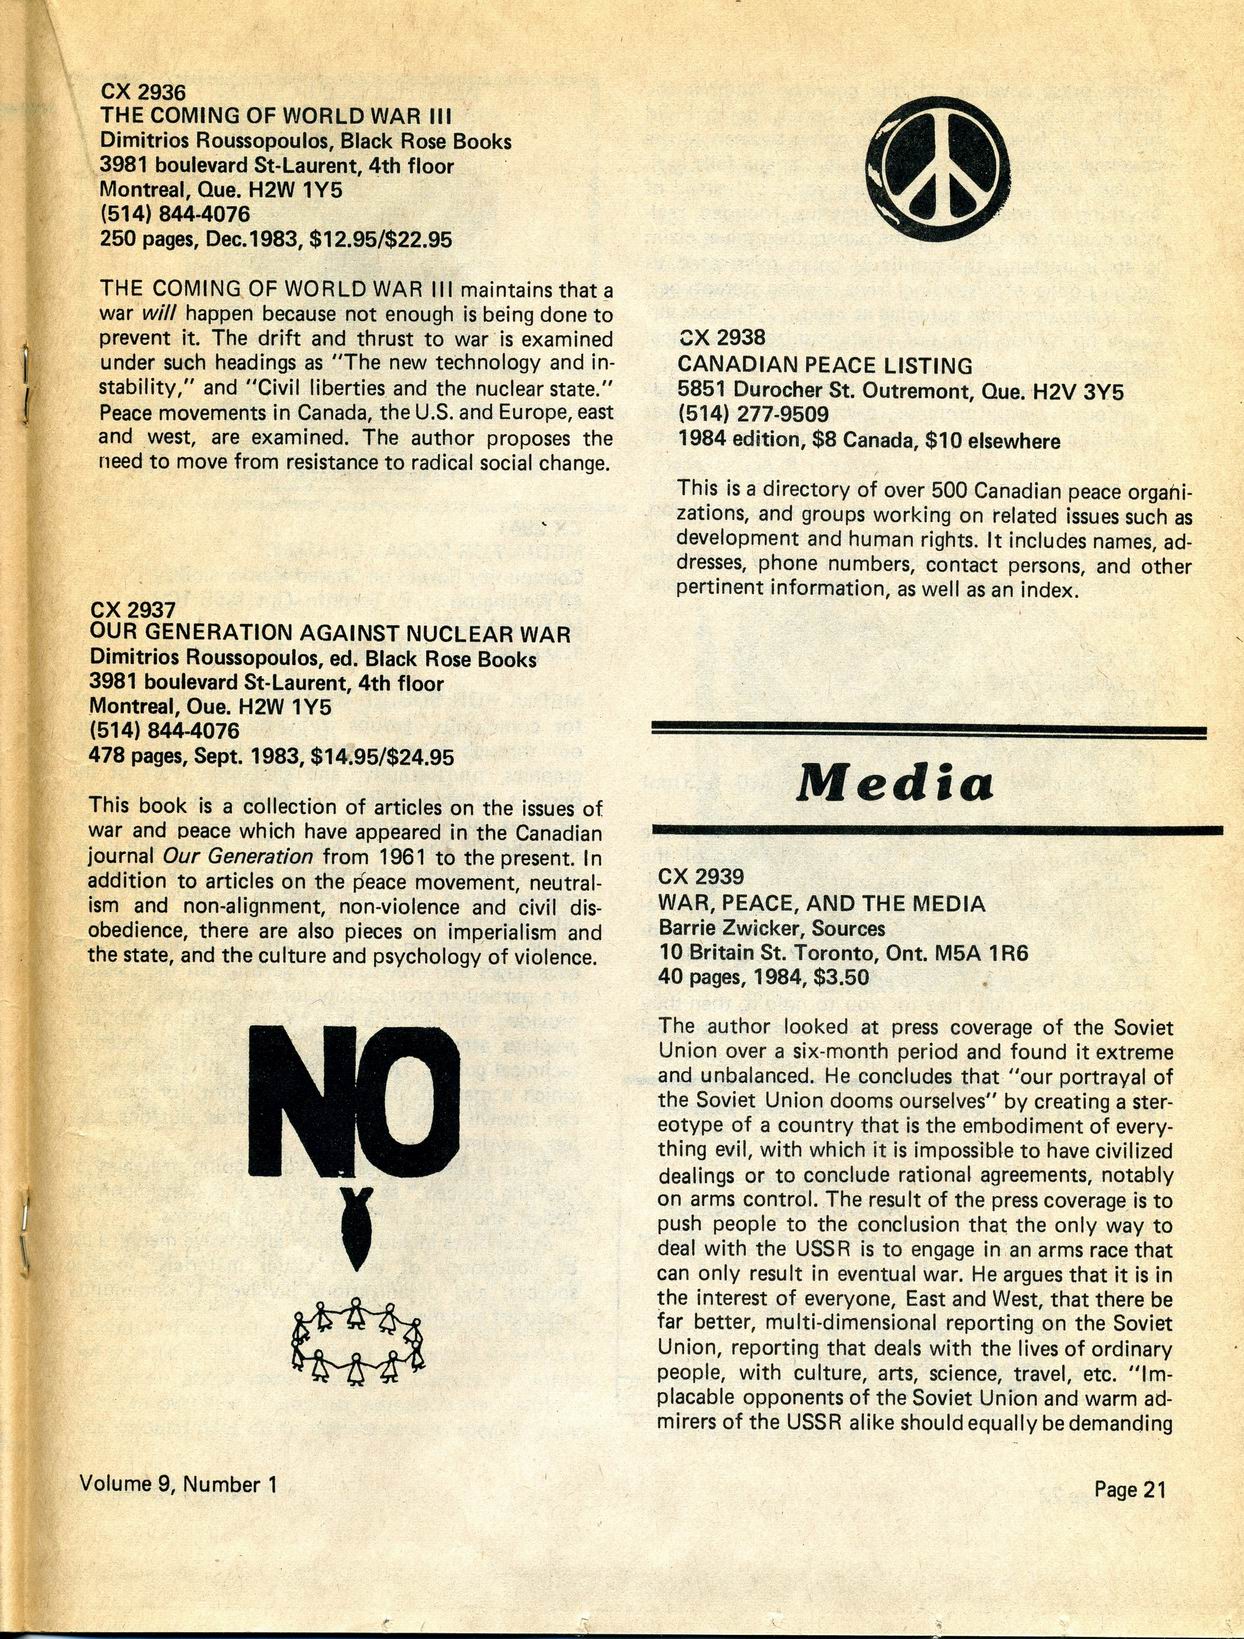 CX 2936
THE COMING OF WORLD WAR III
Dimitrios Roussopoulos, Black Rose Books
3981 boulevard St-Laurent, 4th floor
Montreal, Que. H2W 1Y5
(514) 844-4076
250 pages, Dec.1983, $12.95/$22.95
THE COMING OF WORLD WAR III maintains that a
war will happen because not enough is being done to
prevent it. The drift and thrust to war is examined
under such headings as "The new technology and in-
stability," and "Civil liberties and the nuclear state."
Peace movements in Canada, the U.S. and Europe, east
and west, are examined. The author proposes the
need to move from resistance to radical social change.
CX 2937
OUR GENERATION AGAINST NUCLEAR WAR
Dimitrios Roussopoulos, ed. Black Rose Books
3981 boulevard St-Laurent, 4th floor
Montreal, Oue. H2W 1Y5
(514) 844-4076
478 pages, Sept. 1983, $14.95/$24.95
This book is a collection of articles on the issues of
war and peace which have appeared in the Canadian
journal Our Generation from 1961 to the present. In
addition to articles on the peace movement, neutral-
ism and non-alignment, non-violence and civil dis-
obedience, there are also pieces on imperialism and
the state, and the culture and psychology of violence.
NO
CX 2938
CANADIAN PEACE LISTING
5851 Durocher St. Outremont, Que. H2V 3Y5
(514) 277-9509
1984 edition, $8 Canada, $10 elsewhere
This is a directory of over 500 Canadian peace organi-
zations, and groups working on related issues such as
development and human rights. It includes names, ad-
dresses, phone numbers, contact persons, and other
pertinent information, as well as an index.
Media
CX 2939
WAR, PEACE, AND THE MEDIA
Barrie Zwicker, Sources
10 Britain St. Toronto, Ont. M5A 1R6
40 pages, 1984, $3.50
The author looked at press coverage of the Soviet
Union over a six-month period and found it extreme
and unbalanced. He concludes that "our portrayal of
the Soviet Union dooms ourselves" by creating a ster-
eotype of a country that is the embodiment of every-
thing evil, with which it is impossible to have civilized
dealings or to conclude rational agreements, notably
on arms control. The result of the press coverage is to
push people to the conclusion that the only way to
deal with the USSR is to engage in an arms race that
can only result in eventual war. He argues that it is in
the interest of everyone, East and West, that there be
far better, multi-dimensional reporting on the Soviet
Union, reporting that deals with the lives of ordinary
people, with culture, arts, science, travel, etc. "Im-
placable opponents of the Soviet Union and warm ad-
mirers of the USSR alike should equally be demanding
Volume 9, Number 1
Page 21